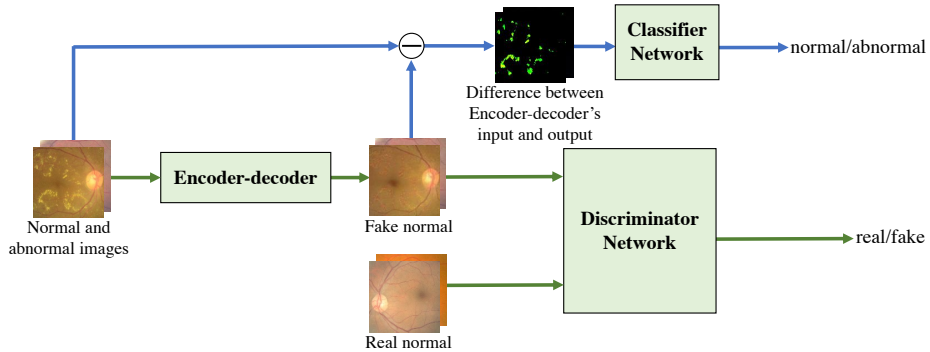 Classifier
Network
normal/abnormal
Difference between
Encoder-decoder's
input and output
Encoder-decoder
Normal and
abnormal images
Fake normal
Discriminator
Network
real/fake
Real normal